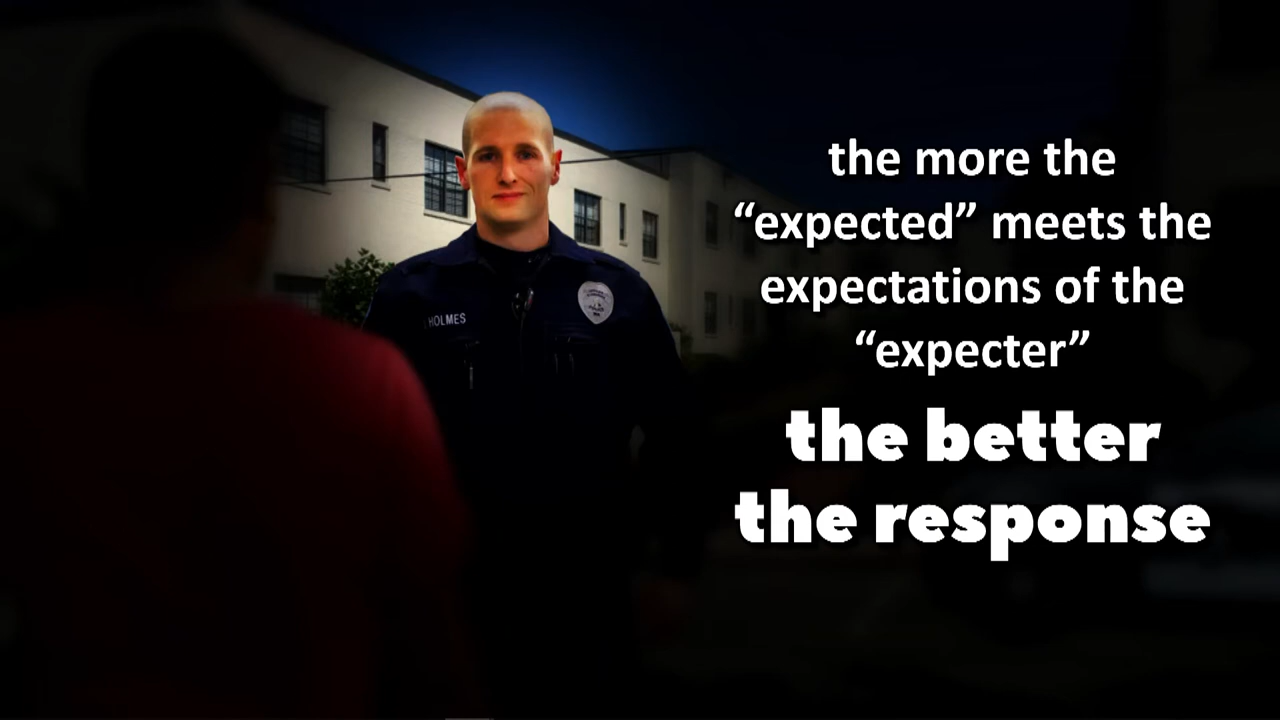 the more the
“expected” meets the
expectations of the
“expecter”
the better
the response
HOLMES